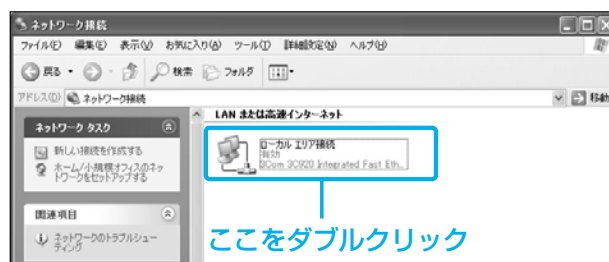 ネットワーク接続
ファイル(F) 編集(E) 表示(V) お気に入り(A) ツール(T) 詳細設定(N) ヘルプ(H)
戻る 検索 フォルダ
アドレス(D) ネットワーク接続 移動
LAN または高速インターネット
ネットワーク タスク
新しい接続を作成する
ホーム/小規模オフィスのネットワークをセットアップする
ローカル エリア接続
有効
3Com 3C920 Integrated Fast Eth...
関連項目
ネットワークのトラブルシューティング
ここをダブルクリック